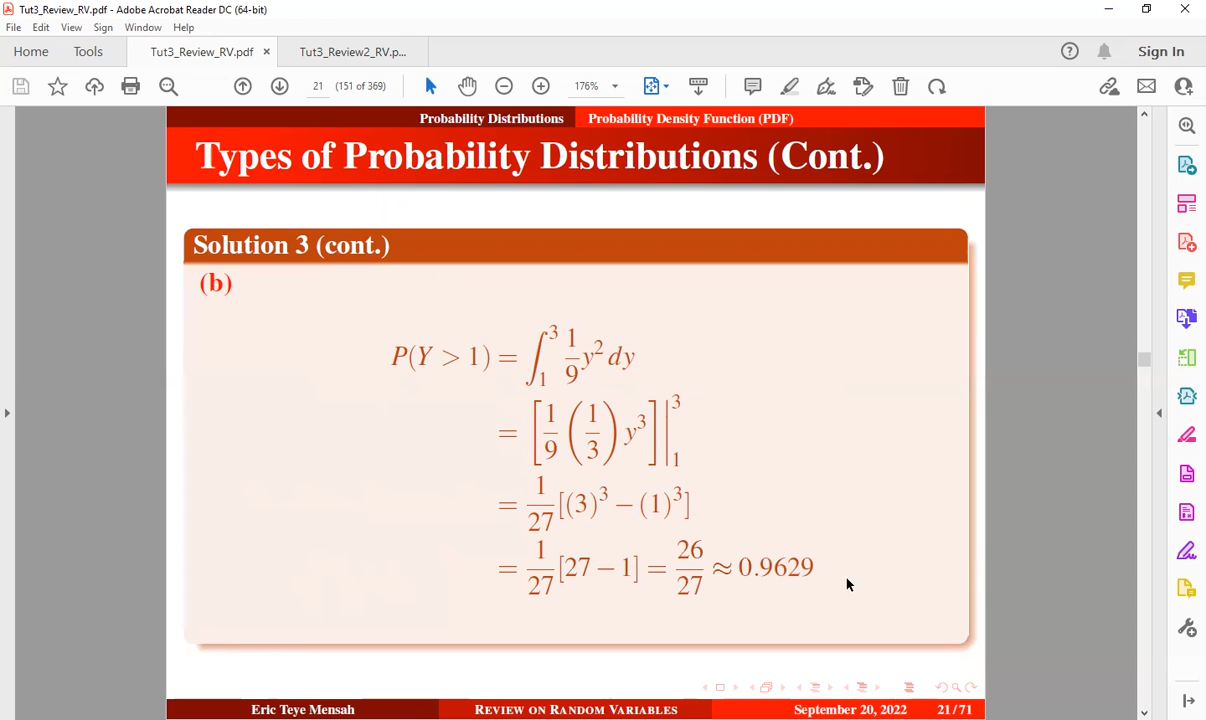 Tut3_Review_RV.pdf - Adobe Acrobat Reader DC (64-bit)
File Edit View Sign Window Help
Home Tools Tut3_Review_RV.pdf × Tut3_Review2_RV.p... Sign In
21 (151 of 369) 176%
Probability Distributions Probability Density Function (PDF)
Types of Probability Distributions (Cont.)
Solution 3 (cont.)
(b)
P(Y > 1) = ∫₁³ 1/9 y² dy
= [1/9 (1/3) y³]|₁³
= 1/27 [(3)³ − (1)³]
= 1/27 [27 − 1] = 26/27 ≈ 0.9629
Eric Teye Mensah REVIEW ON RANDOM VARIABLES September 20, 2022 21/71